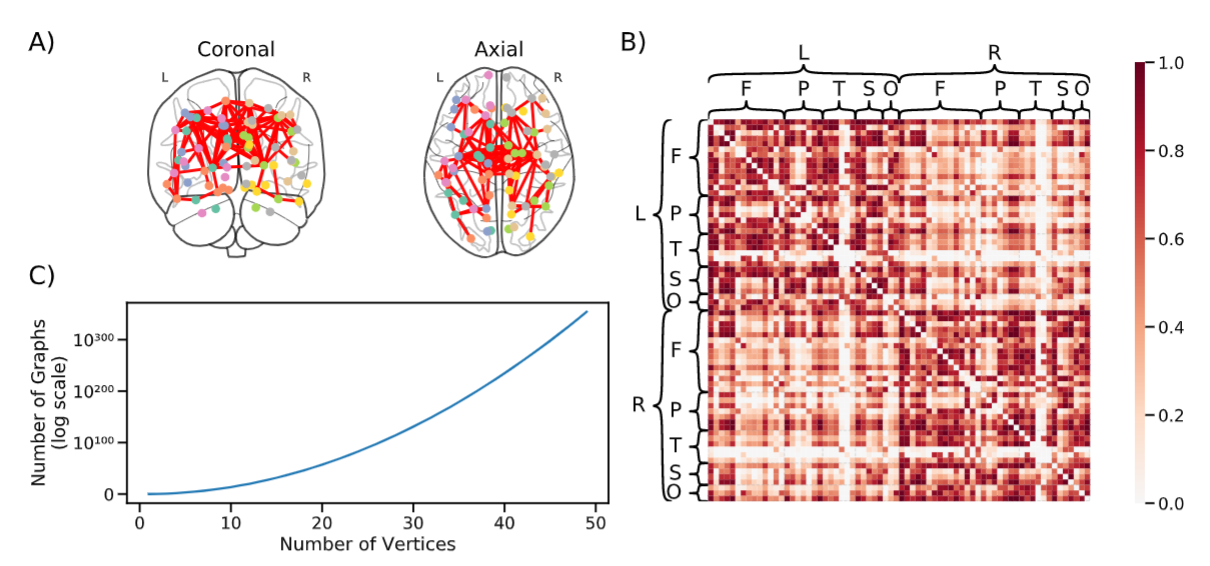 A)
Coronal
L
R
Axial
L
R
B)
L
R
F
P
T
S
O
F
P
T
S
O
L
F
P
T
S
O
R
F
P
T
S
O
1.0
0.8
0.6
0.4
0.2
0.0
C)
Number of Graphs
(log scale)
10³⁰⁰
10²⁰⁰
10¹⁰⁰
0
0
10
20
30
40
50
Number of Vertices